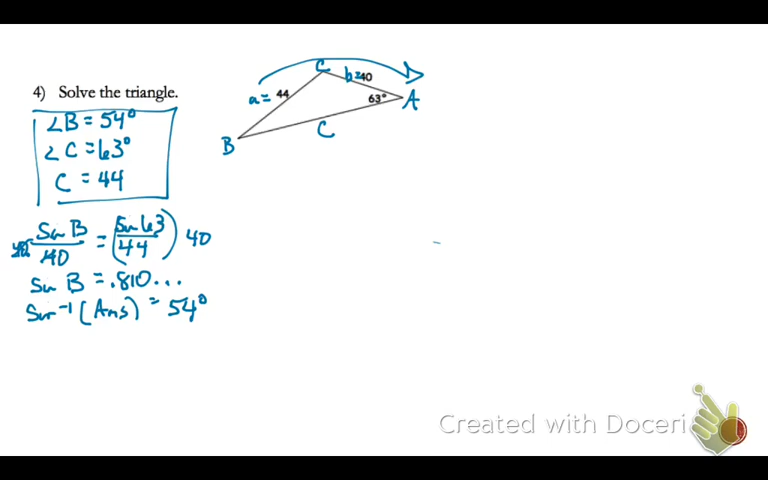 4) Solve the triangle.
∠B = 54°
∠C = 63°
C = 44
C
b=40
a= 44
63°
A
C
B
Sin B/40 = (Sin 63/44) 40
Sin B = .810...
Sin⁻¹(Ans) = 54°
Created with Doceri